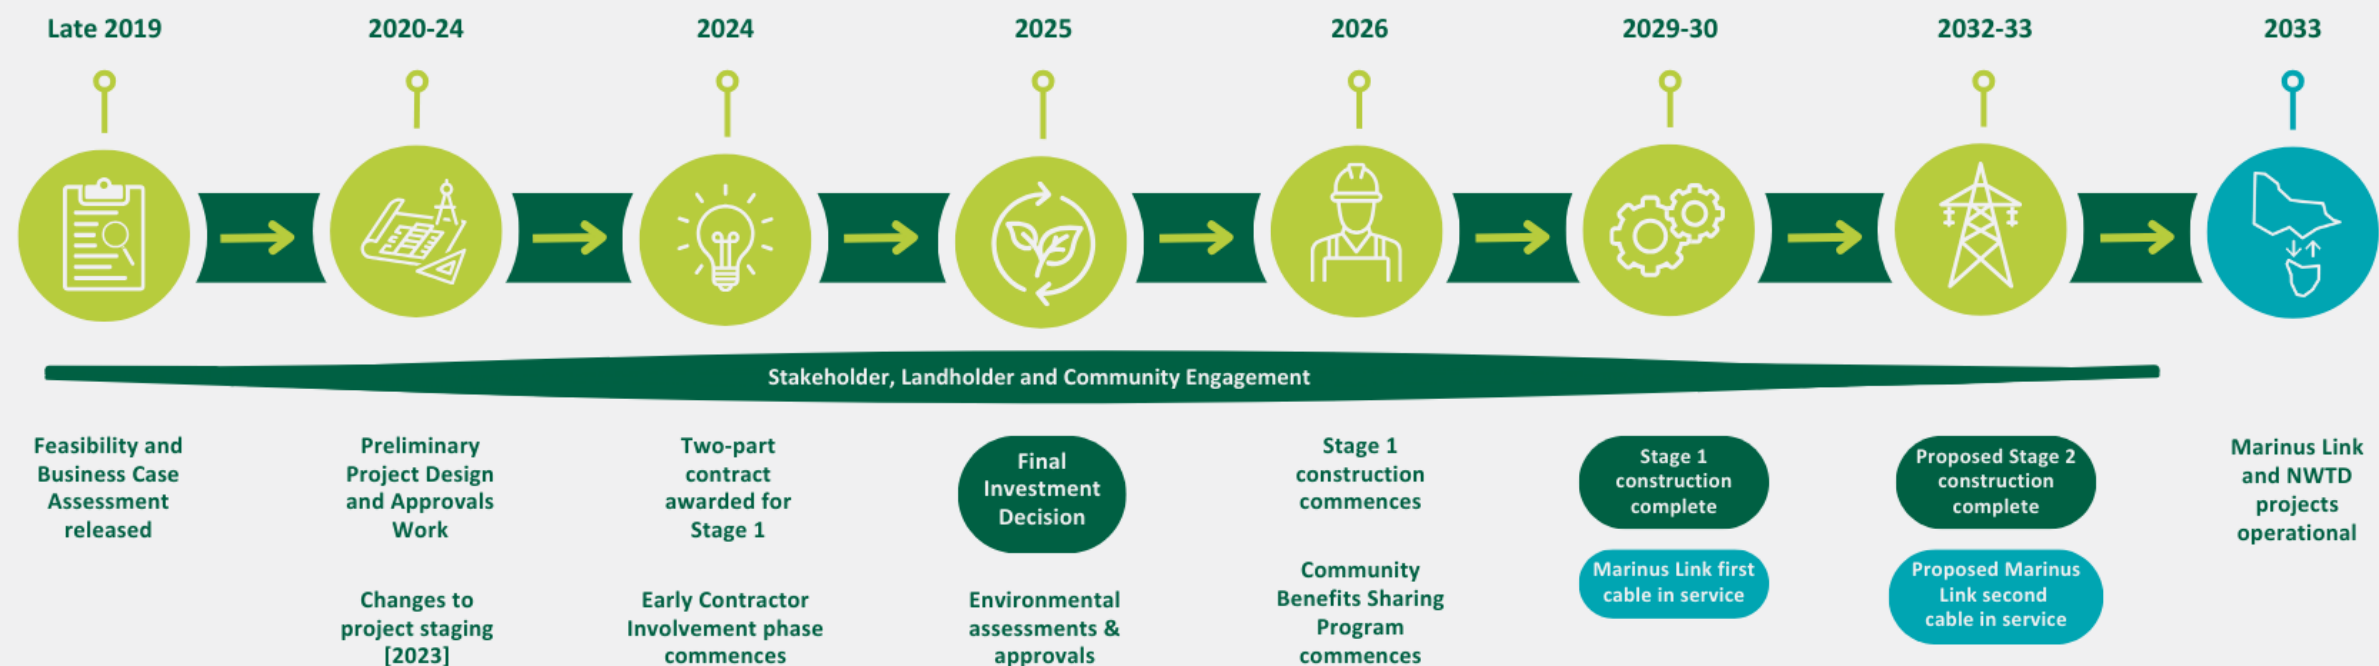 Late 2019
2020-24
2024
2025
2026
2029-30
2032-33
2033
Stakeholder, Landholder and Community Engagement
Feasibility and
Business Case
Assessment
released
Preliminary
Project Design
and Approvals
Work
Changes to
project staging
[2023]
Two-part
contract
awarded for
Stage 1
Early Contractor
Involvement phase
commences
Final
Investment
Decision
Environmental
assessments &
approvals
Stage 1
construction
commences
Community
Benefits Sharing
Program
commences
Stage 1
construction
complete
Marinus Link first
cable in service
Proposed Stage 2
construction
complete
Proposed Marinus
Link second
cable in service
Marinus Link
and NWTD
projects
operational